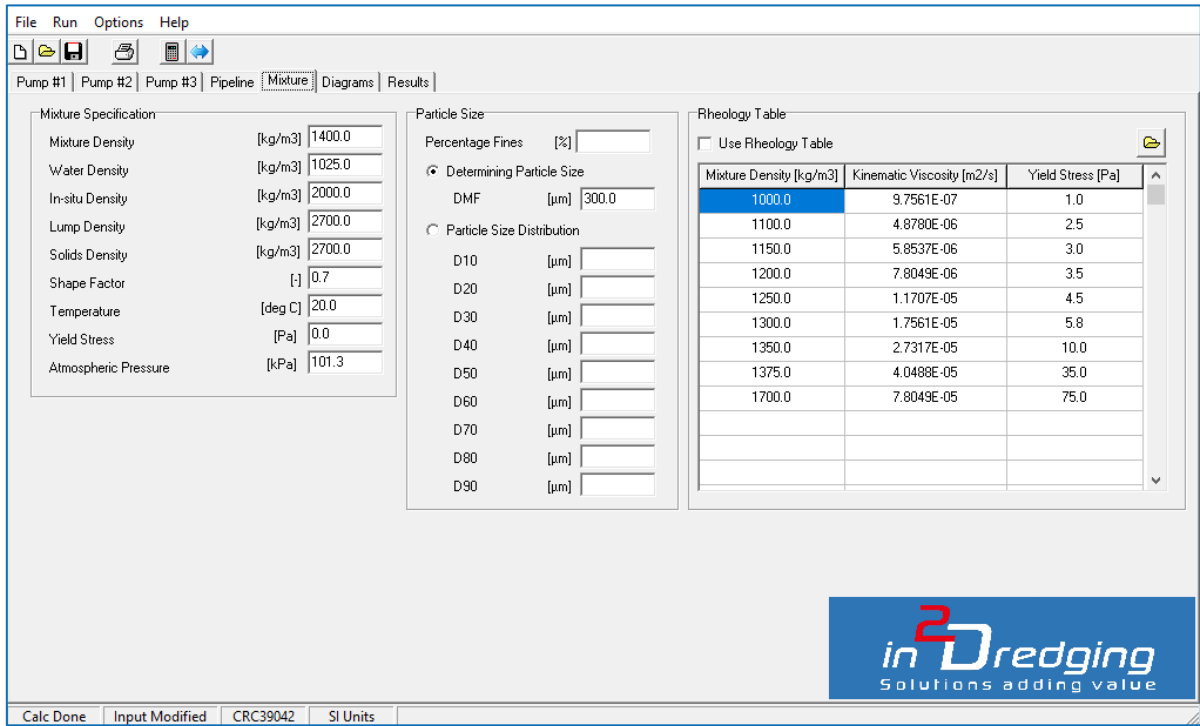 File Run Options Help
Pump #1 Pump #2 Pump #3 Pipeline Mixture Diagrams Results
Mixture Specification
Mixture Density [kg/m3] 1400.0
Water Density [kg/m3] 1025.0
In-situ Density [kg/m3] 2000.0
Lump Density [kg/m3] 2700.0
Solids Density [kg/m3] 2700.0
Shape Factor [-] 0.7
Temperature [deg C] 20.0
Yield Stress [Pa] 0.0
Atmospheric Pressure [kPa] 101.3
Particle Size
Percentage Fines [%]
Determining Particle Size
DMF [µm] 300.0
Particle Size Distribution
D10 [µm]
D20 [µm]
D30 [µm]
D40 [µm]
D50 [µm]
D60 [µm]
D70 [µm]
D80 [µm]
D90 [µm]
Rheology Table
Use Rheology Table
Mixture Density [kg/m3] Kinematic Viscosity [m2/s] Yield Stress [Pa]
1000.0 9.7561E-07 1.0
1100.0 4.8780E-06 2.5
1150.0 5.8537E-06 3.0
1200.0 7.8049E-06 3.5
1250.0 1.1707E-05 4.5
1300.0 1.7561E-05 5.8
1350.0 2.7317E-05 10.0
1375.0 4.0488E-05 35.0
1700.0 7.8049E-05 75.0
in2Dredging
Solutions adding value
Calc Done Input Modified CRC39042 SI Units